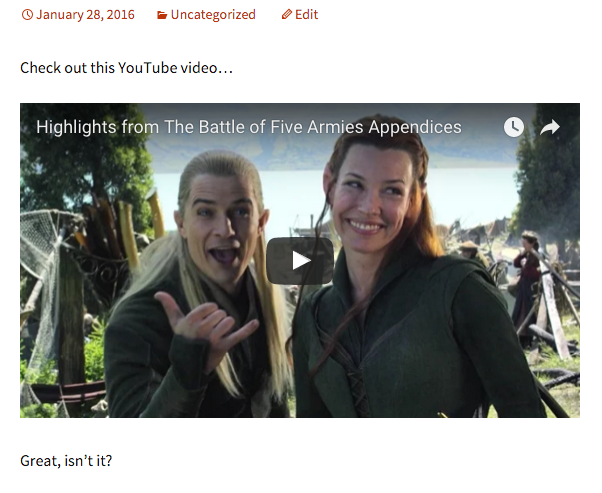 January 28, 2016 Uncategorized Edit
Check out this YouTube video…
Highlights from The Battle of Five Armies Appendices
Great, isn’t it?